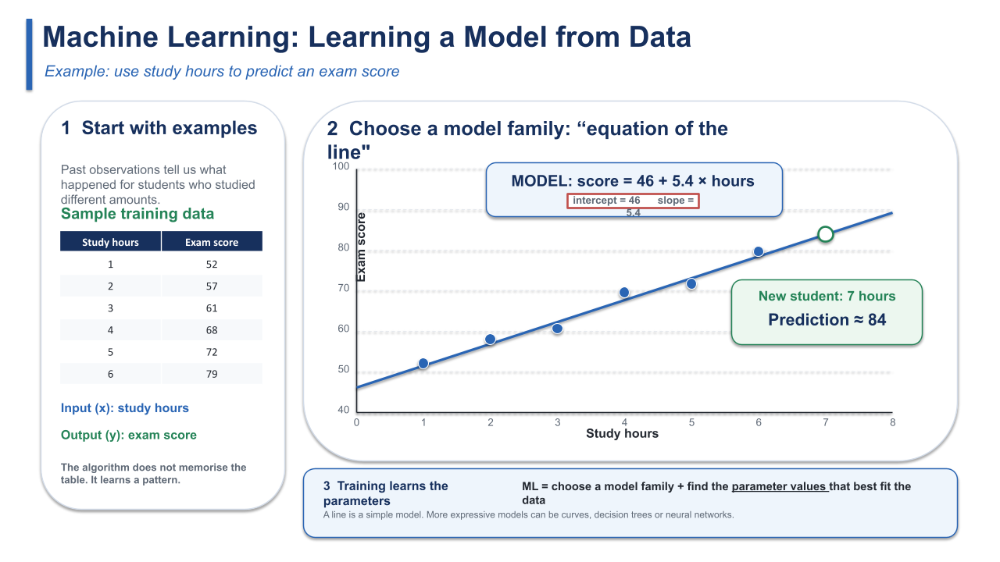 Machine Learning: Learning a Model from Data
Example: use study hours to predict an exam score
1 Start with examples
Past observations tell us what
happened for students who studied
different amounts.
Sample training data
Study hours Exam score
1 52
2 57
3 61
4 68
5 72
6 79
Input (x): study hours
Output (y): exam score
The algorithm does not memorise the
table. It learns a pattern.
2 Choose a model family: “equation of the
line"
MODEL: score = 46 + 5.4 × hours
intercept = 46 slope =
5.4
100
90
80
70
60
50
40
Exam score
New student: 7 hours
Prediction ≈ 84
0 1 2 3 4 5 6 7 8
Study hours
3 Training learns the
parameters
ML = choose a model family + find the parameter values that best fit the
data
A line is a simple model. More expressive models can be curves, decision trees or neural networks.